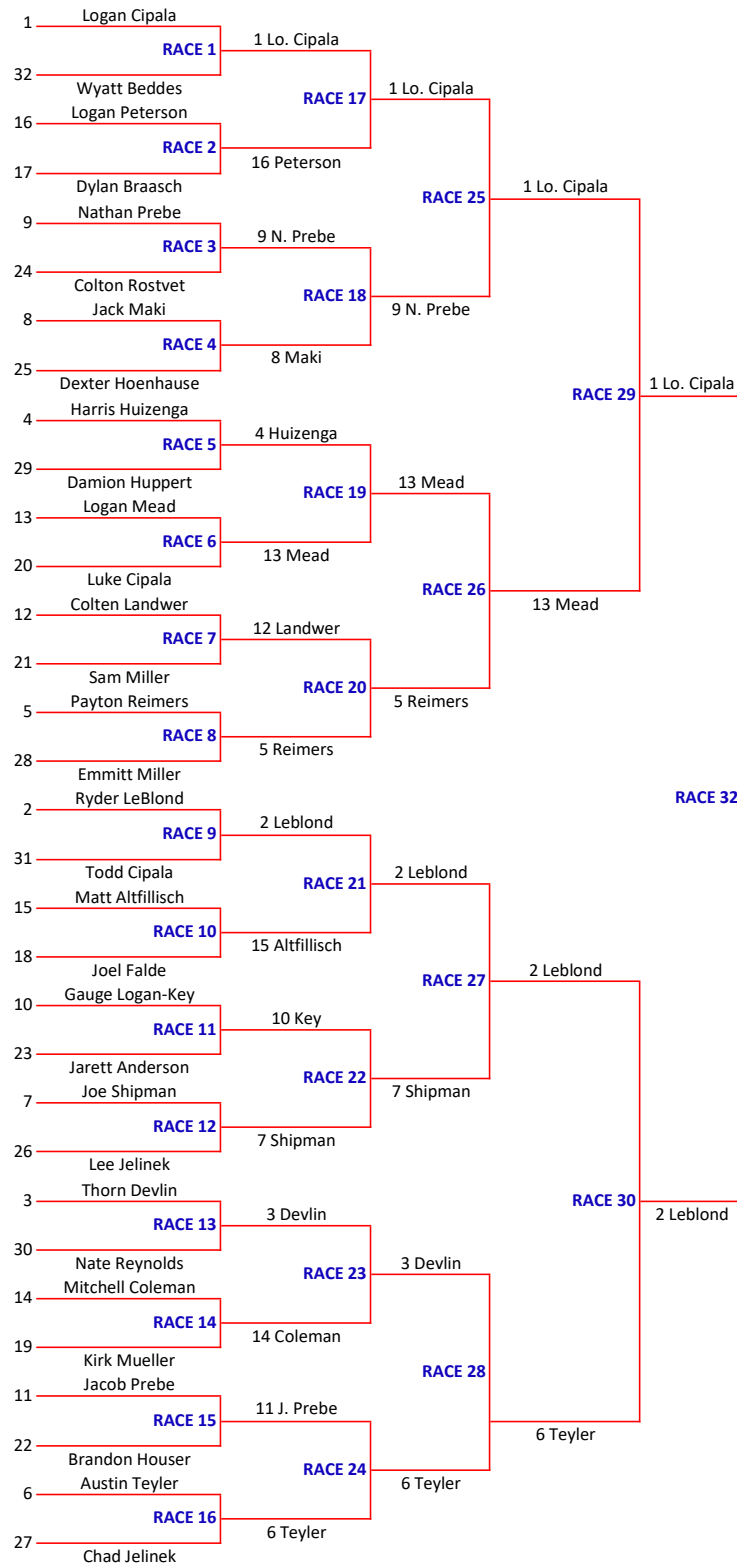 1 Logan Cipala
RACE 1 1 Lo. Cipala
32
Wyatt Beddes
RACE 17 1 Lo. Cipala
16 Logan Peterson
RACE 2 16 Peterson
17
Dylan Braasch
RACE 25 1 Lo. Cipala
9 Nathan Prebe
RACE 3 9 N. Prebe
24
Colton Rostvet
RACE 18 9 N. Prebe
8 Jack Maki
RACE 4 8 Maki
25
Dexter Hoenhause
RACE 29 1 Lo. Cipala
4 Harris Huizenga
RACE 5 4 Huizenga
29
Damion Huppert
RACE 19 13 Mead
13 Logan Mead
RACE 6 13 Mead
20
Luke Cipala
RACE 26 13 Mead
12 Colten Landwer
RACE 7 12 Landwer
21
Sam Miller
RACE 20 5 Reimers
5 Payton Reimers
RACE 8 5 Reimers
28
Emmitt Miller
RACE 32
2 Ryder LeBlond
RACE 9 2 Leblond
31
Todd Cipala
RACE 21 2 Leblond
15 Matt Altfillisch
RACE 10 15 Altfillisch
18
Joel Falde
RACE 27 2 Leblond
10 Gauge Logan-Key
RACE 11 10 Key
23
Jarett Anderson
RACE 22 7 Shipman
7 Joe Shipman
RACE 12 7 Shipman
26
Lee Jelinek
RACE 30 2 Leblond
3 Thorn Devlin
RACE 13 3 Devlin
30
Nate Reynolds
RACE 23 3 Devlin
14 Mitchell Coleman
RACE 14 14 Coleman
19
Kirk Mueller
RACE 28 6 Teyler
11 Jacob Prebe
RACE 15 11 J. Prebe
22
Brandon Houser
RACE 24 6 Teyler
6 Austin Teyler
RACE 16 6 Teyler
27
Chad Jelinek